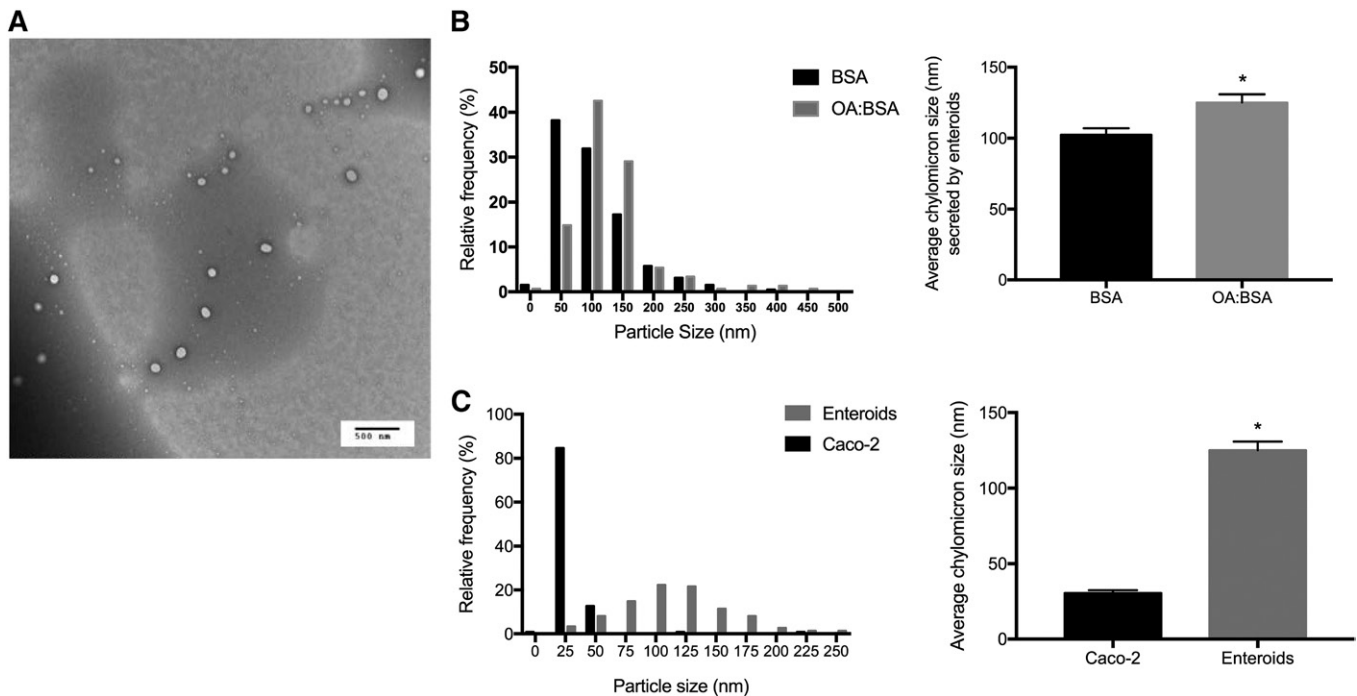 A
500 nm
B
Relative frequency (%)
50
40
30
20
10
0
BSA
OA:BSA
0 50 100 150 200 250 300 350 400 450 500
Particle Size (nm)
Average chylomicron size (nm)
secreted by enteroids
150
100
50
0
*
BSA OA:BSA
C
Relative frequency (%)
100
80
60
40
20
0
Enteroids
Caco-2
0 25 50 75 100 125 150 175 200 225 250
Particle size (nm)
Average chylomicron size (nm)
150
100
50
0
*
Caco-2 Enteroids